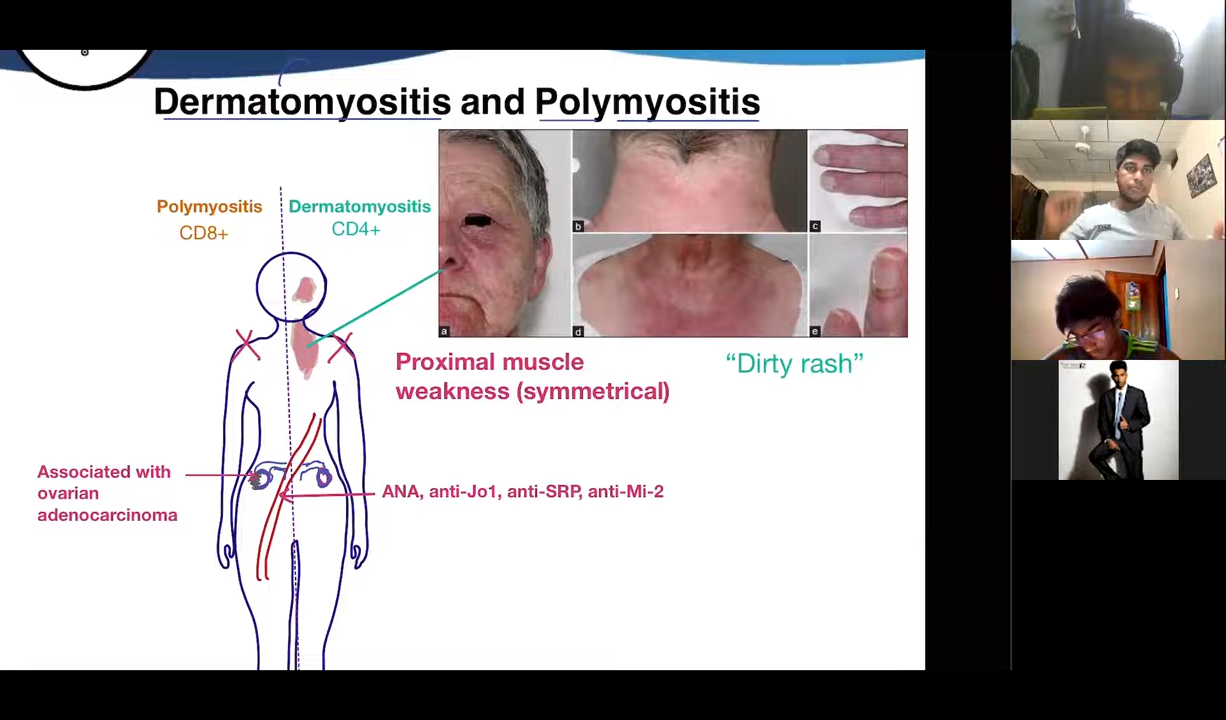 Dermatomyositis and Polymyositis
Polymyositis
CD8+
Dermatomyositis
CD4+
a
b
c
d
e
Proximal muscle
weakness (symmetrical)
“Dirty rash”
Associated with
ovarian
adenocarcinoma
ANA, anti-Jo1, anti-SRP, anti-Mi-2